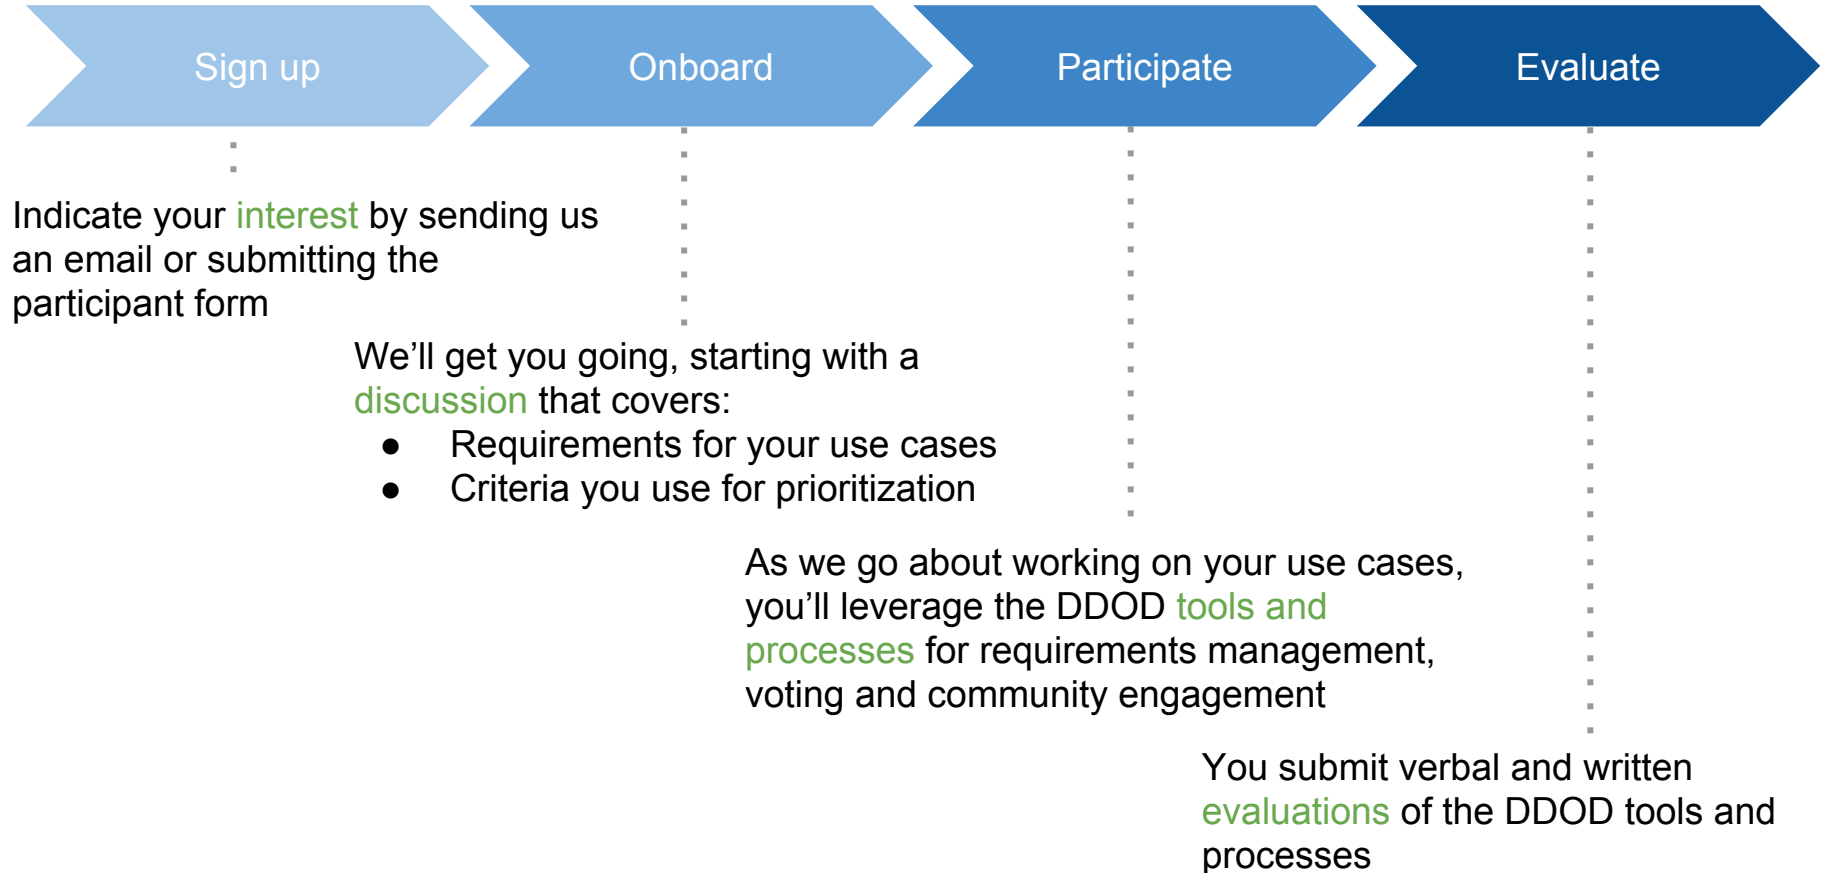 Sign up
Onboard
Participate
Evaluate
Indicate your interest by sending us
an email or submitting the
participant form
We’ll get you going, starting with a
discussion that covers:
● Requirements for your use cases
● Criteria you use for prioritization
As we go about working on your use cases,
you’ll leverage the DDOD tools and
processes for requirements management,
voting and community engagement
You submit verbal and written
evaluations of the DDOD tools and
processes